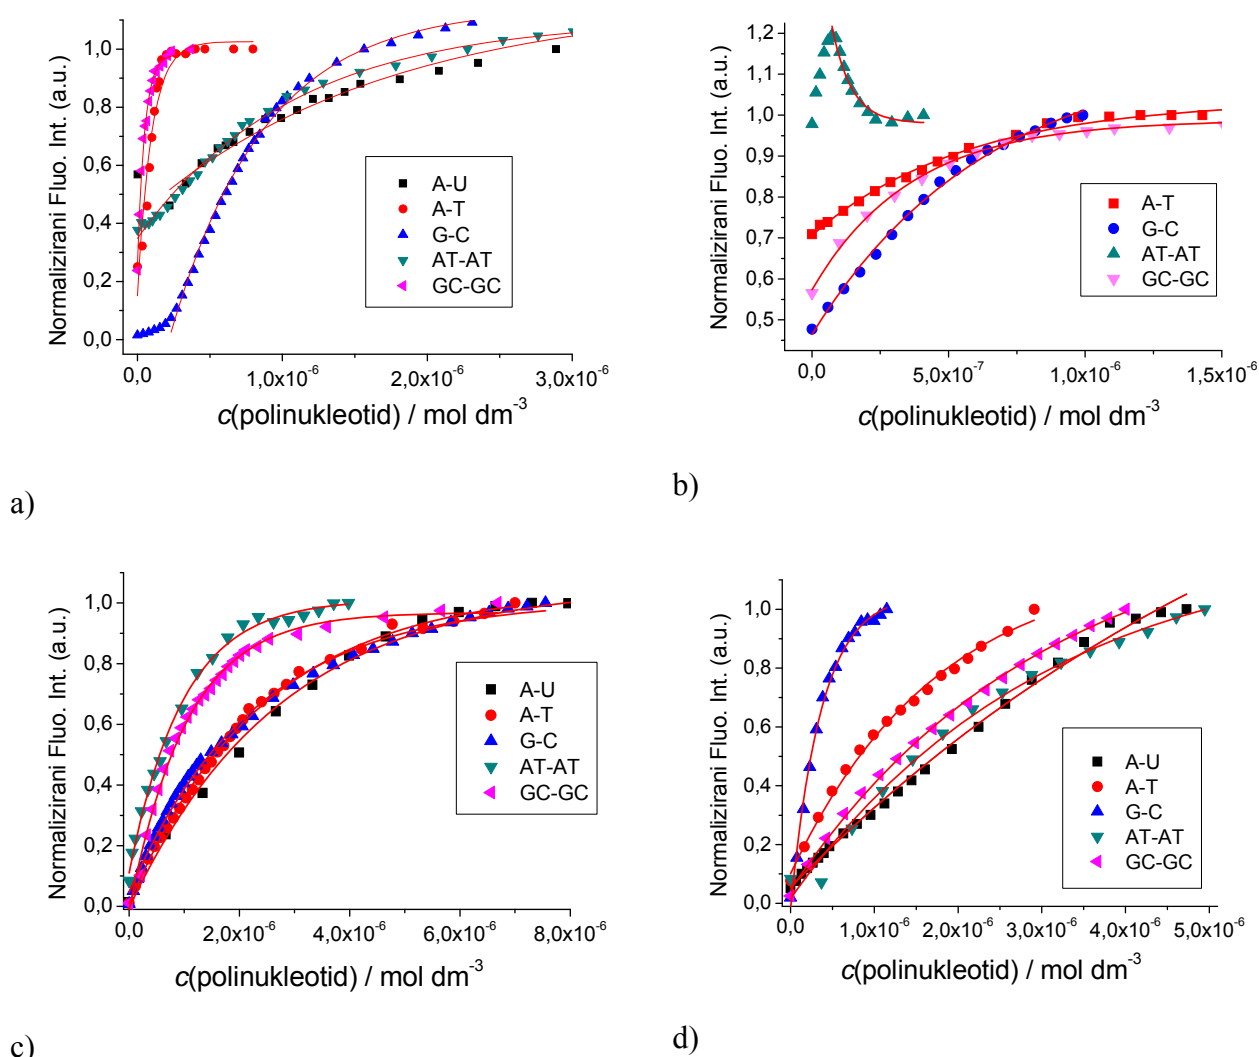 Normalizirani Fluo. Int. (a.u.)
1,0
0,8
0,6
0,4
0,2
0,0
A-U
A-T
G-C
AT-AT
GC-GC
0,0 1,0x10⁻⁶ 2,0x10⁻⁶ 3,0x10⁻⁶
c(polinukleotid) / mol dm⁻³
a)
Normalizirani Fluo. Int. (a.u.)
1,2
1,1
1,0
0,9
0,8
0,7
0,6
0,5
A-T
G-C
AT-AT
GC-GC
0,0 5,0x10⁻⁷ 1,0x10⁻⁶ 1,5x10⁻⁶
c(polinukleotid) / mol dm⁻³
b)
Normalizirani Fluo. Int. (a.u.)
1,0
0,8
0,6
0,4
0,2
0,0
A-U
A-T
G-C
AT-AT
GC-GC
0,0 2,0x10⁻⁶ 4,0x10⁻⁶ 6,0x10⁻⁶ 8,0x10⁻⁶
c(polinukleotid) / mol dm⁻³
c)
Normalizirani Fluo. Int. (a.u.)
1,0
0,8
0,6
0,4
0,2
0,0
A-U
A-T
G-C
AT-AT
GC-GC
0,0 1,0x10⁻⁶ 2,0x10⁻⁶ 3,0x10⁻⁶ 4,0x10⁻⁶ 5,0x10⁻⁶
c(polinukleotid) / mol dm⁻³
d)